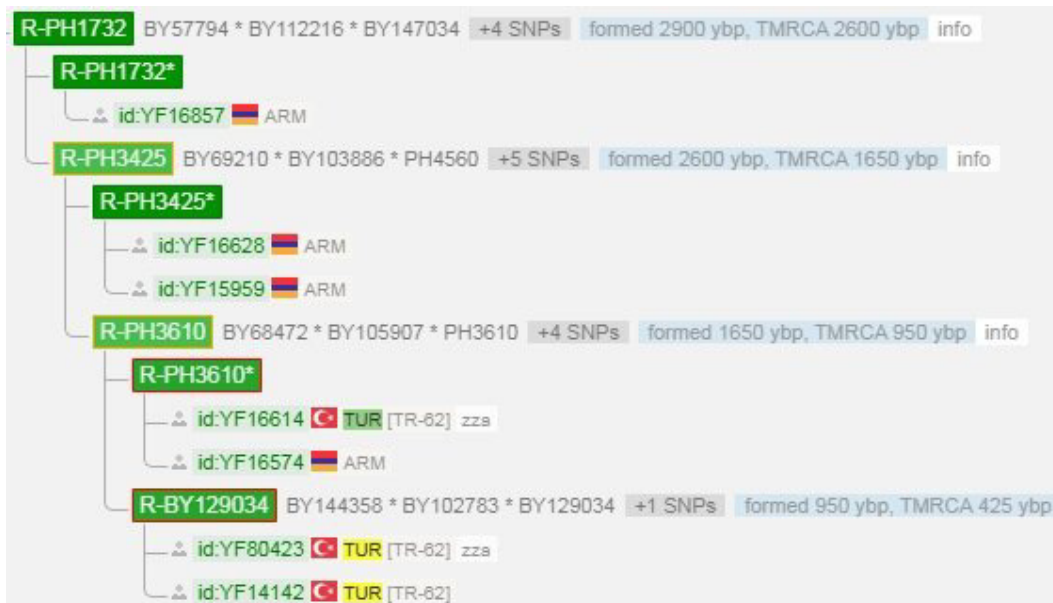 R-PH1732 BY57794 * BY112216 * BY147034 +4 SNPs formed 2900 ybp, TMRCA 2600 ybp info
R-PH1732*
id:YF16857 ARM
R-PH3425 BY69210 * BY103886 * PH4560 +5 SNPs formed 2600 ybp, TMRCA 1650 ybp info
R-PH3425*
id:YF16628 ARM
id:YF15959 ARM
R-PH3610 BY68472 * BY105907 * PH3610 +4 SNPs formed 1650 ybp, TMRCA 950 ybp info
R-PH3610*
id:YF16614 TUR [TR-62] zza
id:YF16574 ARM
R-BY129034 BY144358 * BY102783 * BY129034 +1 SNPs formed 950 ybp, TMRCA 425 ybp
id:YF80423 TUR [TR-62] zza
id:YF14142 TUR [TR-62]